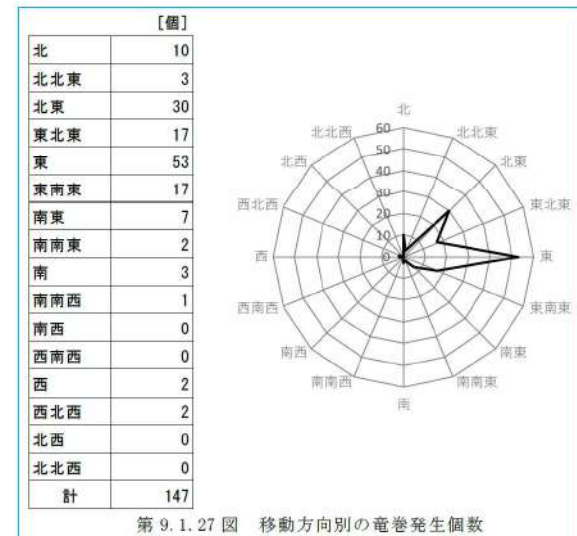 [個]
北 10
北北東 3
北東 30
東北東 17
東 53
東南東 17
南東 7
南南東 2
南 3
南南西 1
南西 0
西南西 0
西 2
西北西 2
北西 0
北北西 0
計 147
北
北北東
北東
東北東
東
東南東
南東
南南東
南
南南西
南西
西南西
西
西北西
北西
北北西
60
50
40
30
20
10
0
第 9.1.27 図 移動方向別の竜巻発生個数